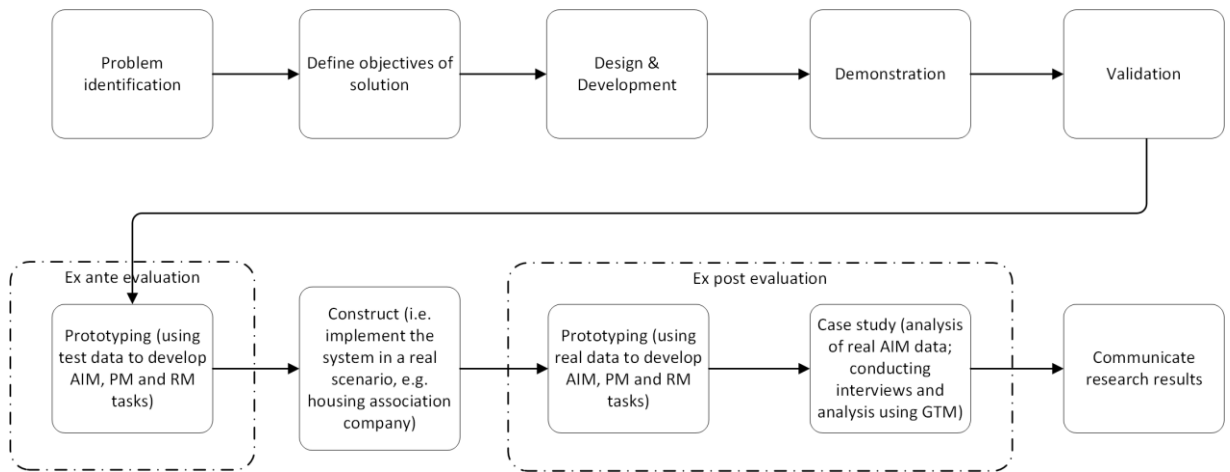 Problem
identification
Define objectives of
solution
Design &
Development
Demonstration
Validation
Ex ante evaluation
Prototyping (using
test data to develop
AIM, PM and RM
tasks)
Construct (i.e.
implement the
system in a real
scenario, e.g.
housing association
company)
Ex post evaluation
Prototyping (using
real data to develop
AIM, PM and RM
tasks)
Case study (analysis
of real AIM data;
conducting
interviews and
analysis using GTM)
Communicate
research results